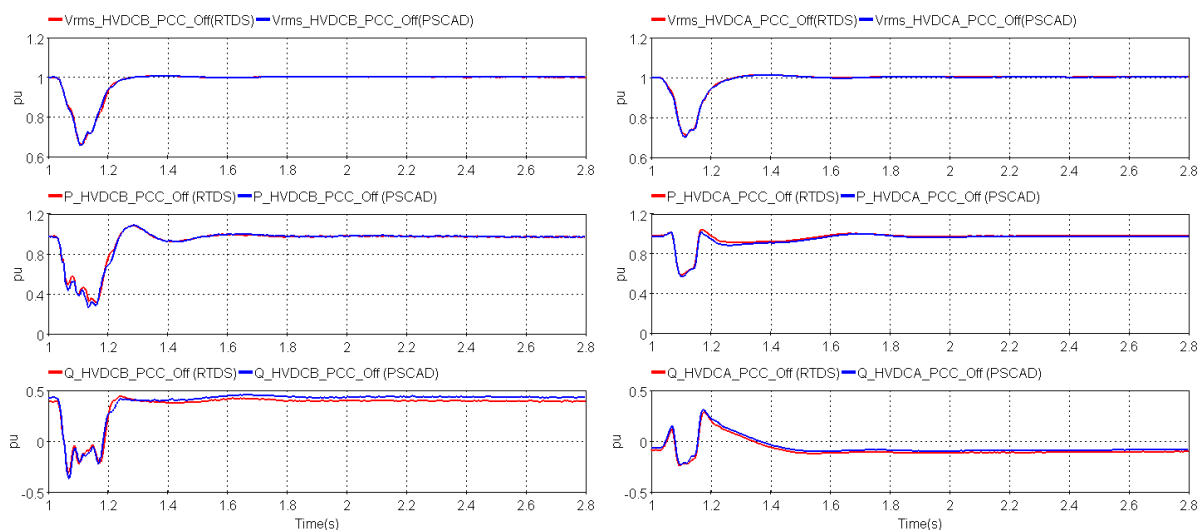 Vrms_HVDCB_PCC_Off(RTDS) Vrms_HVDCB_PCC_Off(PSCAD)
1.2
1
0.8
0.6
pu
1 1.2 1.4 1.6 1.8 2 2.2 2.4 2.6 2.8
P_HVDCB_PCC_Off (RTDS) P_HVDCB_PCC_Off (PSCAD)
1.2
0.8
0.4
0
pu
1 1.2 1.4 1.6 1.8 2 2.2 2.4 2.6 2.8
Q_HVDCB_PCC_Off (RTDS) Q_HVDCB_PCC_Off (PSCAD)
0.5
0
-0.5
pu
1 1.2 1.4 1.6 1.8 2 2.2 2.4 2.6 2.8
Time(s)
Vrms_HVDCA_PCC_Off(RTDS) Vrms_HVDCA_PCC_Off(PSCAD)
1.2
1
0.8
0.6
pu
1 1.2 1.4 1.6 1.8 2 2.2 2.4 2.6 2.8
P_HVDCA_PCC_Off (RTDS) P_HVDCA_PCC_Off (PSCAD)
1.2
0.8
0.4
0
pu
1 1.2 1.4 1.6 1.8 2 2.2 2.4 2.6 2.8
Q_HVDCA_PCC_Off (RTDS) Q_HVDCA_PCC_Off (PSCAD)
0.5
0
-0.5
pu
1 1.2 1.4 1.6 1.8 2 2.2 2.4 2.6 2.8
Time(s)